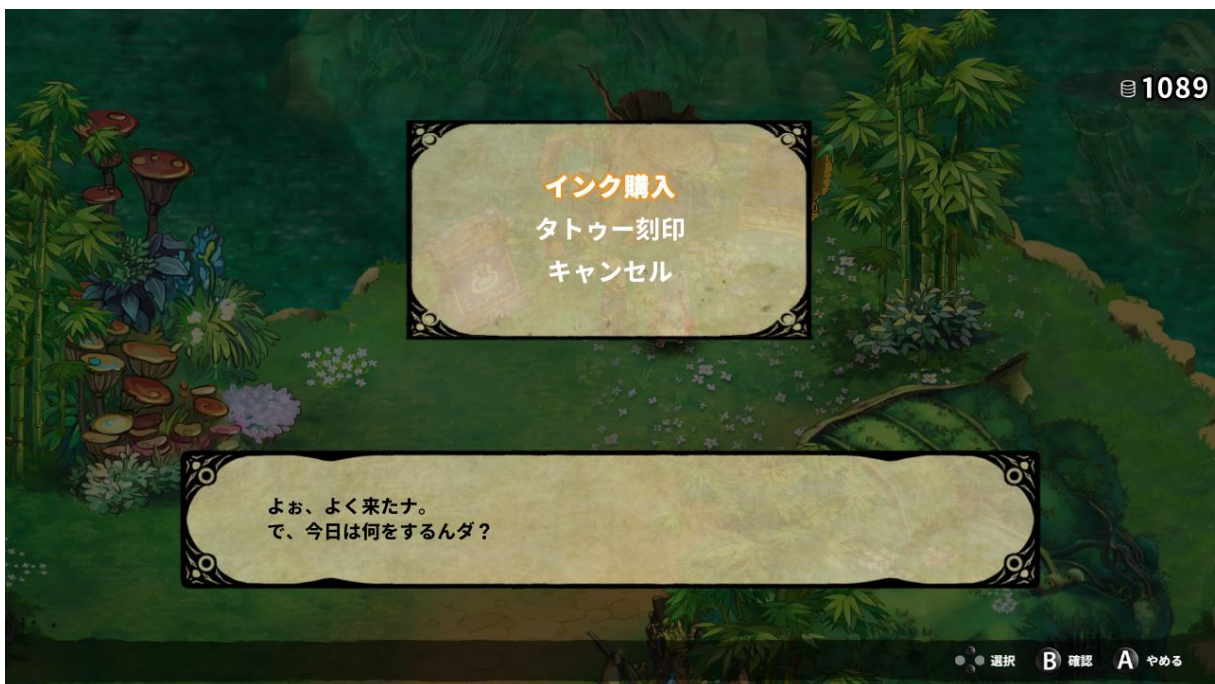 1089
インク購入
タトゥー刻印
キャンセル
よぉ、よく来たナ。
で、今日は何をするんダ？
選択 B 確認 A やめる